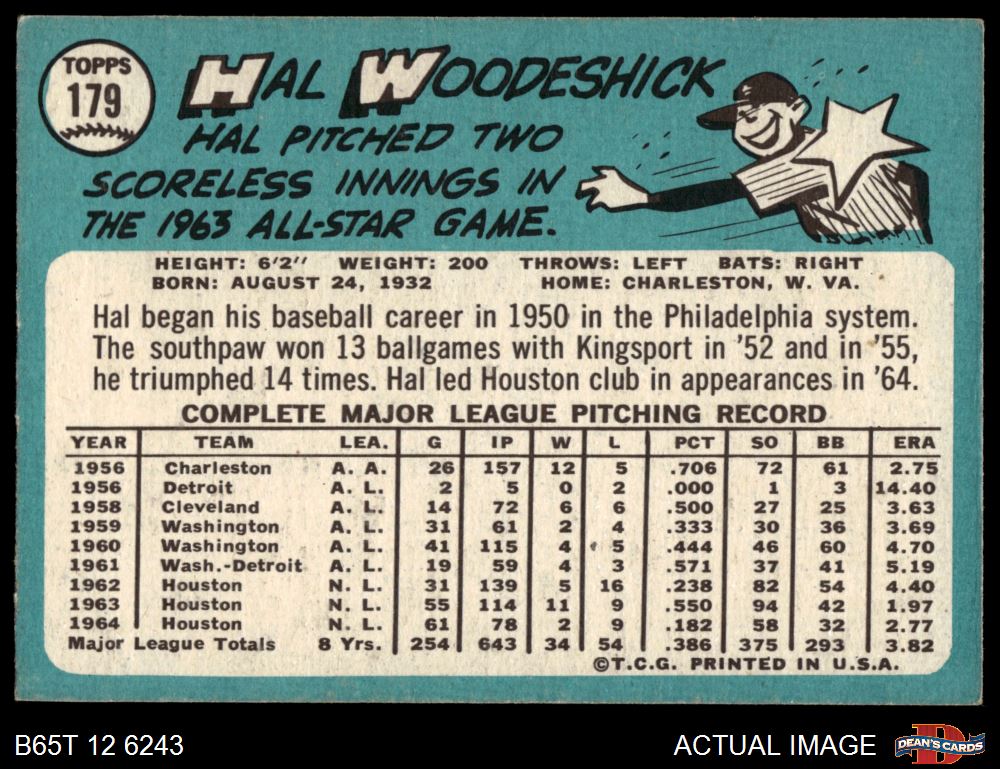 TOPPS
179
HAL WOODESHICK
HAL PITCHED TWO
SCORELESS INNINGS IN
THE 1963 ALL-STAR GAME.
HEIGHT: 6'2" WEIGHT: 200 THROWS: LEFT BATS: RIGHT
BORN: AUGUST 24, 1932 HOME: CHARLESTON, W. VA.
Hal began his baseball career in 1950 in the Philadelphia system.
The southpaw won 13 ballgames with Kingsport in '52 and in '55,
he triumphed 14 times. Hal led Houston club in appearances in '64.
COMPLETE MAJOR LEAGUE PITCHING RECORD
YEAR TEAM LEA. G IP W L PCT SO BB ERA
1956 Charleston A. A. 26 157 12 5 .706 72 61 2.75
1956 Detroit A. L. 2 5 0 2 .000 1 3 14.40
1958 Cleveland A. L. 14 72 6 6 .500 27 25 3.63
1959 Washington A. L. 31 61 2 4 .333 30 36 3.69
1960 Washington A. L. 41 115 4 5 .444 46 60 4.70
1961 Wash.-Detroit A. L. 19 59 4 3 .571 37 41 5.19
1962 Houston N. L. 31 139 5 16 .238 82 54 4.40
1963 Houston N. L. 55 114 11 9 .550 94 42 1.97
1964 Houston N. L. 61 78 2 9 .182 58 32 2.77
Major League Totals 8 Yrs. 254 643 34 54 .386 375 293 3.82
©T.C.G. PRINTED IN U.S.A.
B65T 12 6243 ACTUAL IMAGE D DEAN'S CARDS